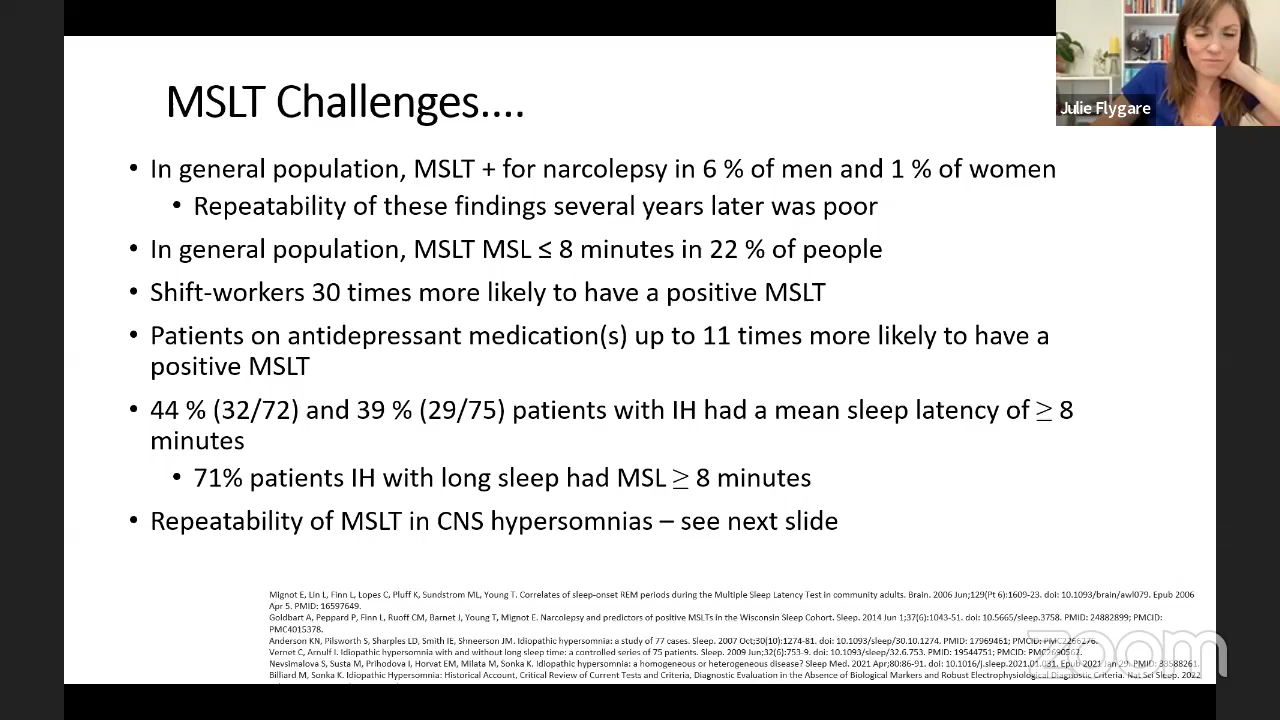 MSLT Challenges....
Julie Flygare
• In general population, MSLT + for narcolepsy in 6 % of men and 1 % of women
• Repeatability of these findings several years later was poor
• In general population, MSLT MSL ≤ 8 minutes in 22 % of people
• Shift-workers 30 times more likely to have a positive MSLT
• Patients on antidepressant medication(s) up to 11 times more likely to have a
positive MSLT
• 44 % (32/72) and 39 % (29/75) patients with IH had a mean sleep latency of ≥ 8
minutes
• 71% patients IH with long sleep had MSL ≥ 8 minutes
• Repeatability of MSLT in CNS hypersomnias – see next slide
Mignot E, Lin L, Finn L, Lopes C, Pluff K, Sundstrom ML, Young T. Correlates of sleep-onset REM periods during the Multiple Sleep Latency Test in community adults. Brain. 2006 Jun;129(Pt 6):1609-23. doi: 10.1093/brain/awl079. Epub 2006
Apr 5. PMID: 16597649.
Goldbart A, Peppard P, Finn L, Ruoff CM, Barnet J, Young T, Mignot E. Narcolepsy and predictors of positive MSLTs in the Wisconsin Sleep Cohort. Sleep. 2014 Jun 1;37(6):1043-51. doi: 10.5665/sleep.3758. PMID: 24882899; PMCID:
PMC4015378.
Anderson KN, Pilsworth S, Sharples LD, Smith IE, Shneerson JM. Idiopathic hypersomnia: a study of 77 cases. Sleep. 2007 Oct;30(10):1274-81. doi: 10.1093/sleep/30.10.1274. PMID: 17969461; PMCID: PMC2266276.
Vernet C, Arnulf I. Idiopathic hypersomnia with and without long sleep time: a controlled series of 75 patients. Sleep. 2009 Jun;32(6):753-9. doi: 10.1093/sleep/32.6.753. PMID: 19544751; PMCID: PMC2690562.
Nevsimalova S, Susta M, Prihodova I, Horvat EM, Milata M, Sonka K. Idiopathic hypersomnia: a homogeneous or heterogeneous disease? Sleep Med. 2021 Apr;80:86-91. doi: 10.1016/j.sleep.2021.01.031. Epub 2021 Jan 29. PMID: 33588261.
Billiard M, Sonka K. Idiopathic Hypersomnia: Historical Account, Critical Review of Current Tests and Criteria, Diagnostic Evaluation in the Absence of Biological Markers and Robust Electrophysiological Diagnostic Criteria. Nat Sci Sleep. 2022
zoom